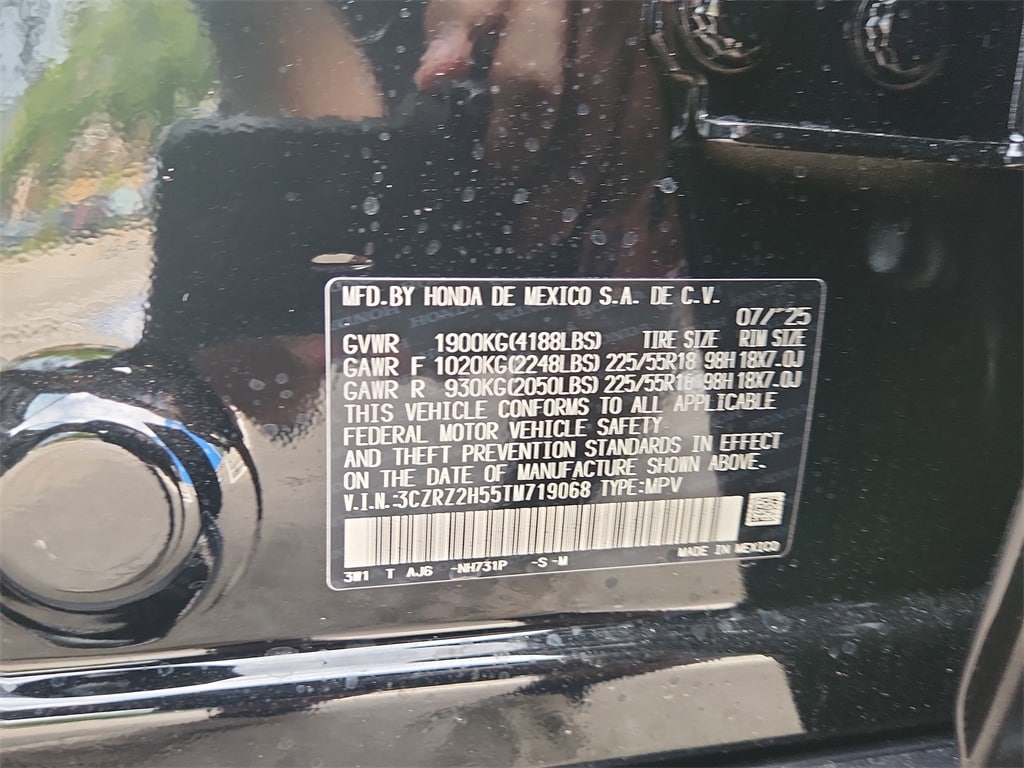 MFD.BY HONDA DE MEXICO S.A. DE C.V.
07/ 25
GVWR 1900KG(4188LBS) TIRE SIZE RIM SIZE
GAWR F 1020KG(2248LBS) 225/55R18 98H 18X7.0J
GAWR R 930KG(2050LBS) 225/55R18 98H 18X7.0J
THIS VEHICLE CONFORMS TO ALL APPLICABLE
FEDERAL MOTOR VEHICLE SAFETY
AND THEFT PREVENTION STANDARDS IN EFFECT
ON THE DATE OF MANUFACTURE SHOWN ABOVE.
V.I.N.:3CZRZ2H55TM719068 TYPE:MPV
MADE IN MEXICO
3W1 T AJ6 -NH731P -S -M